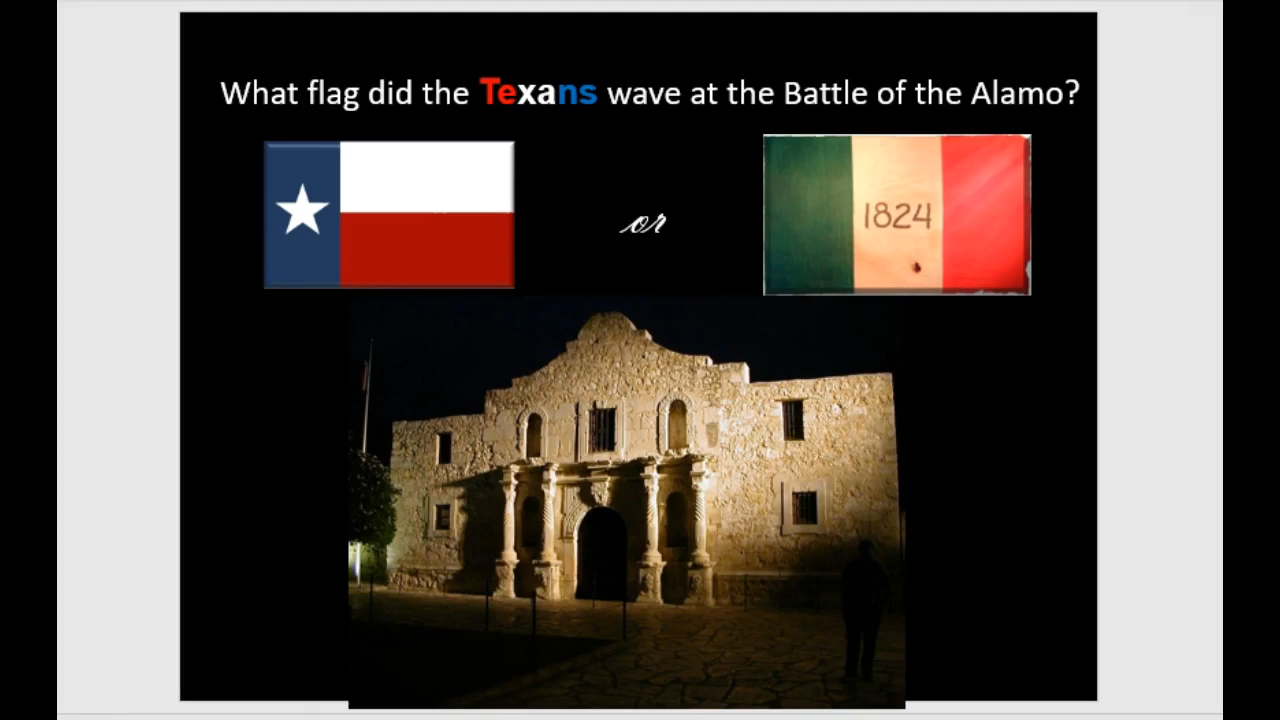 What flag did the Texans wave at the Battle of the Alamo?
or
1824